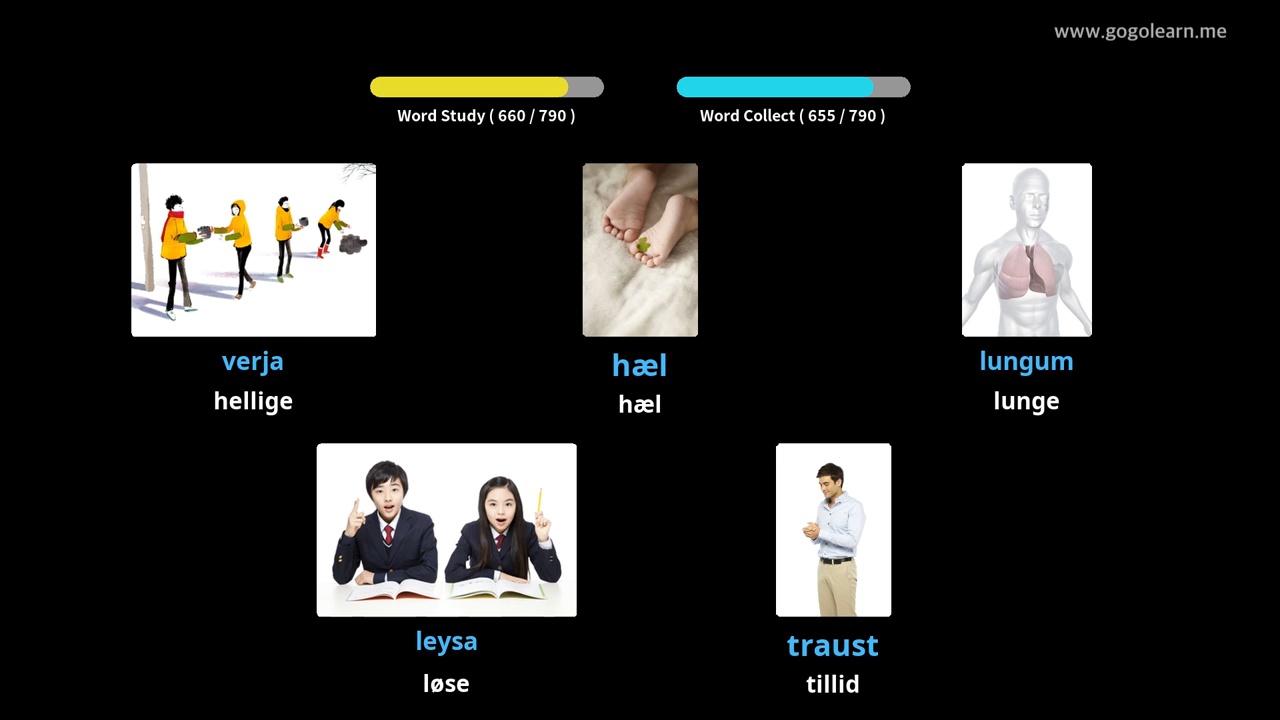 www.gogolearn.me
Word Study ( 660 / 790 )
Word Collect ( 655 / 790 )
verja
hellige
hæl
hæl
lungum
lunge
leysa
løse
traust
tillid